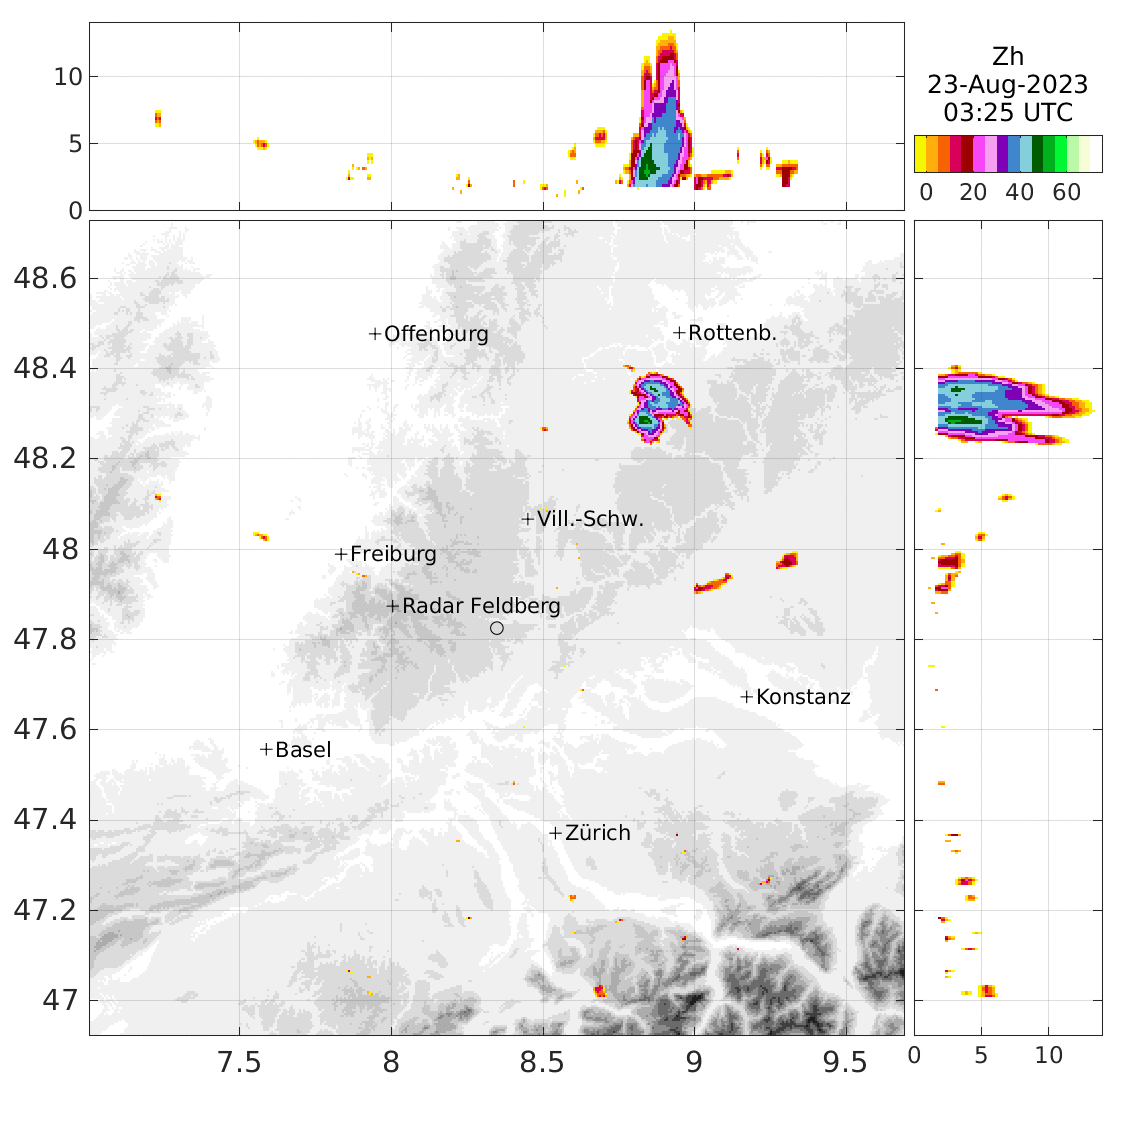 10
5
0
Zh
23-Aug-2023
03:25 UTC
0 20 40 60
48.6
48.4
48.2
48
47.8
47.6
47.4
47.2
47
+Offenburg
+Rottenb.
+Vill.-Schw.
+Freiburg
+Radar Feldberg
+Konstanz
+Basel
+Zürich
7.5 8 8.5 9 9.5
0 5 10